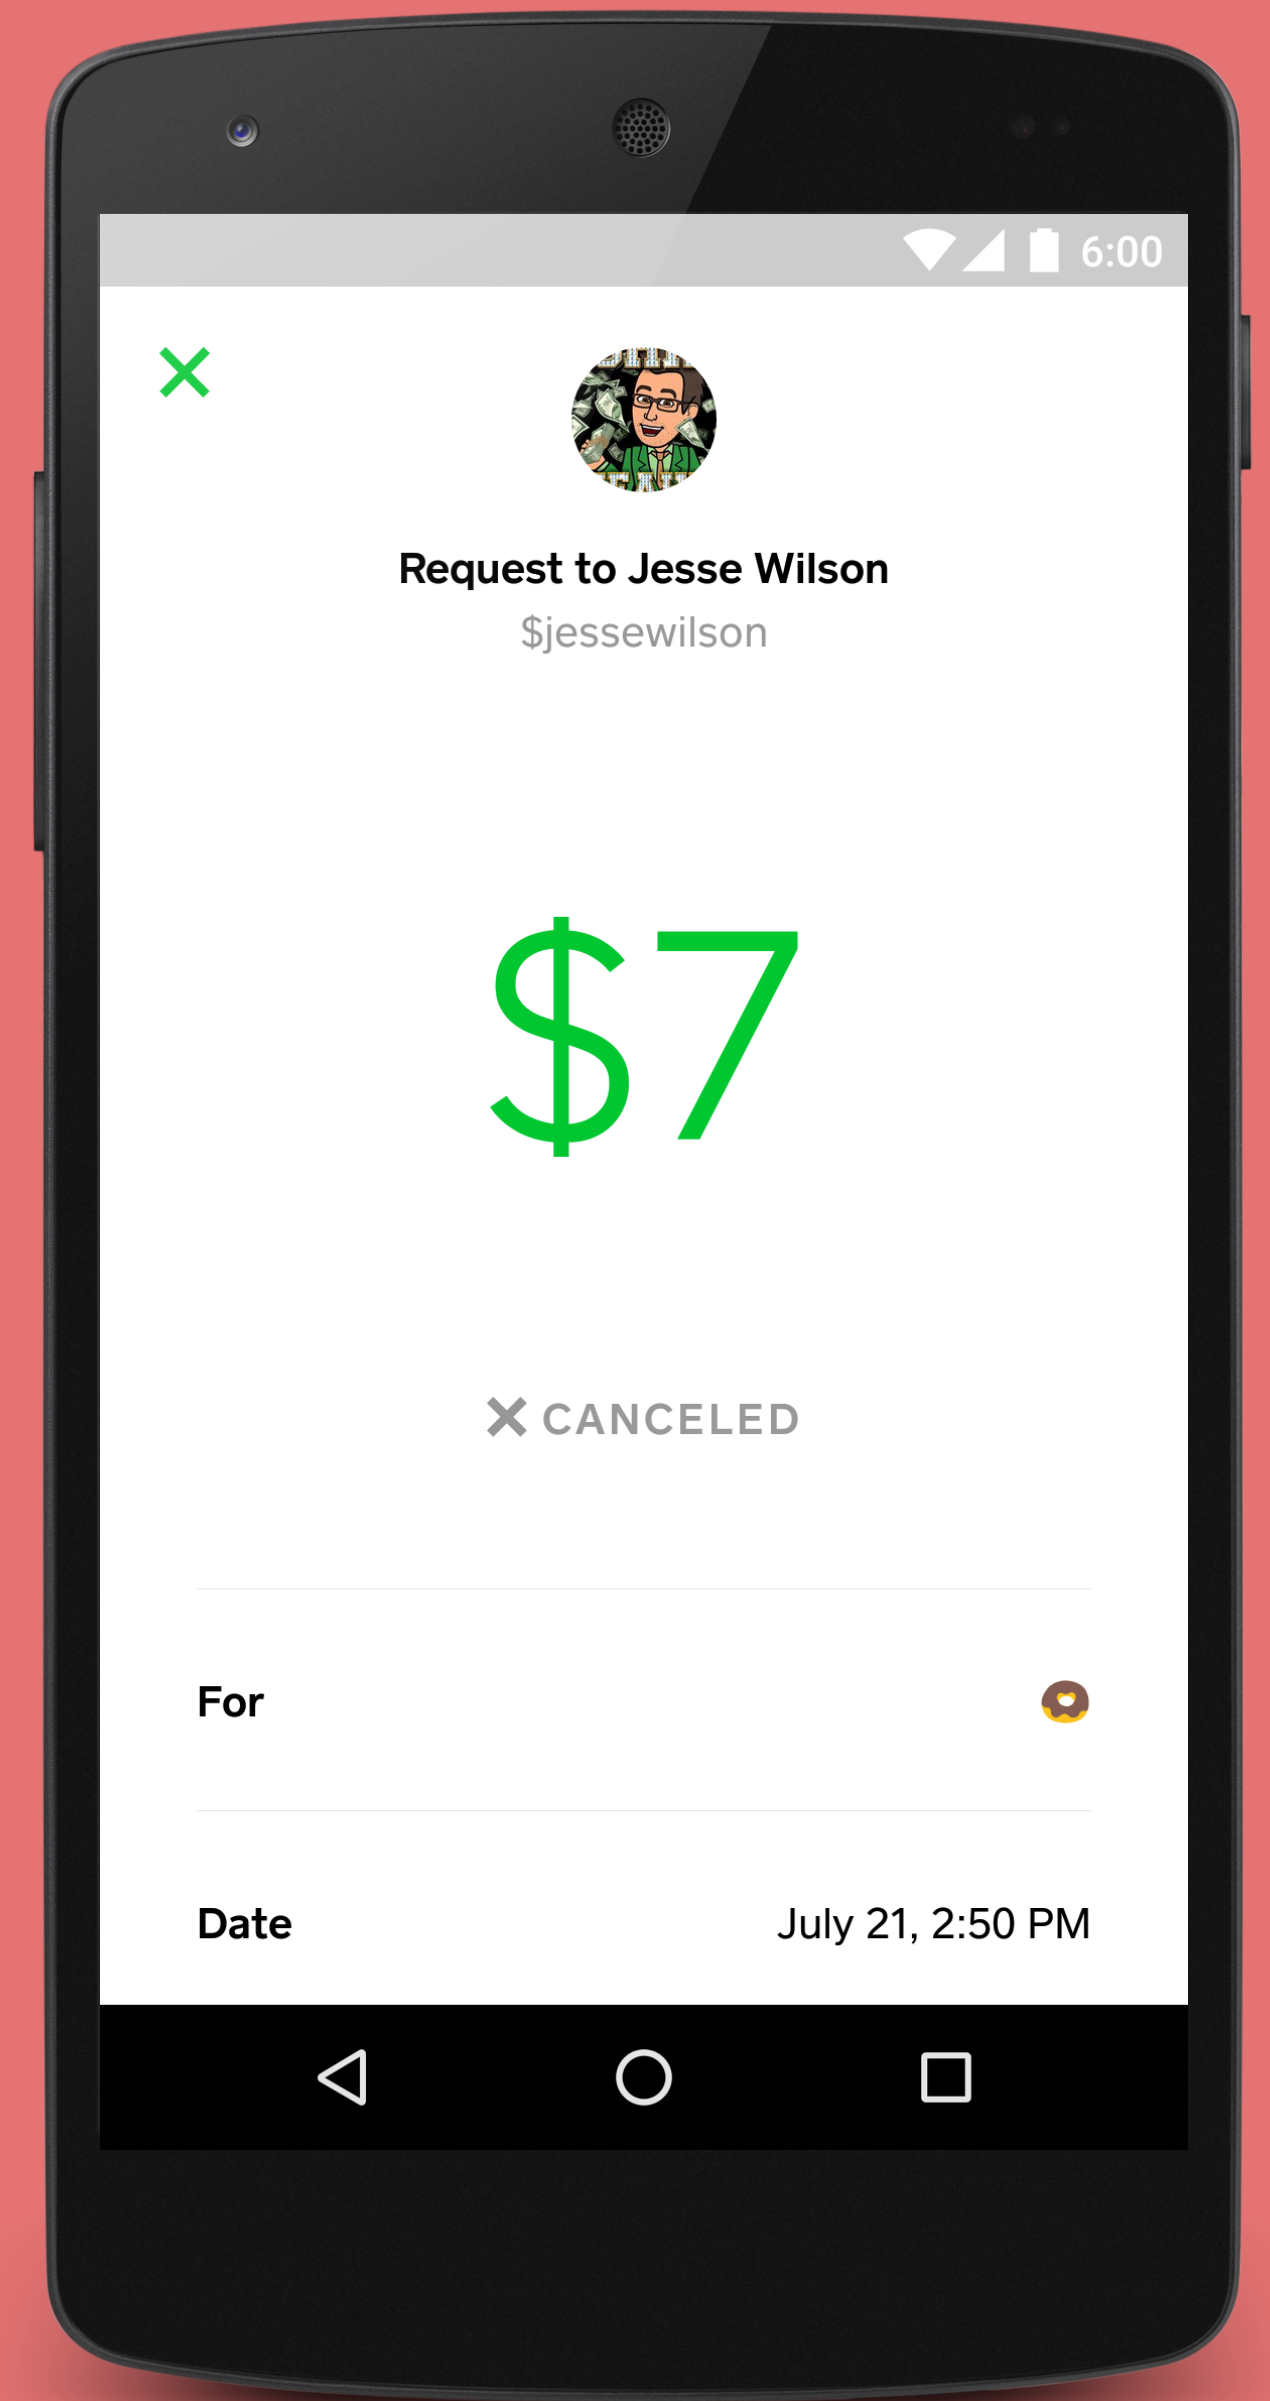 6:00
Request to Jesse Wilson
$jessewilson
$7
CANCELED
For 🍩
Date July 21, 2:50 PM